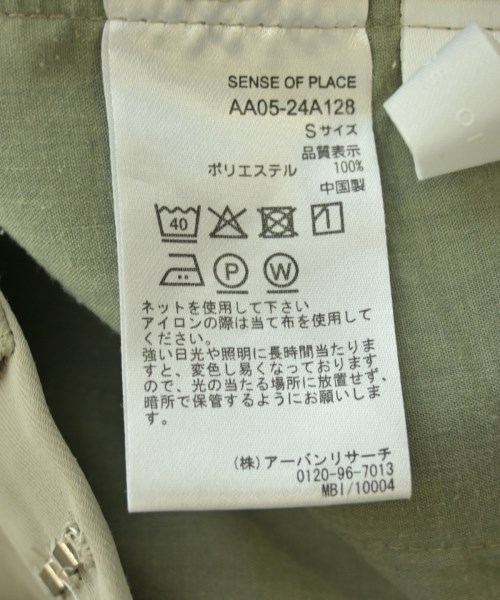 SENSE OF PLACE
AA05-24A128
Sサイズ
品質表示
ポリエステル 100%
中国製
40
P W
ネットを使用して下さい
アイロンの際は当て布を使用して
ください。
強い日光や照明に長時間当たりま
すと、変色し易くなっております
ので、光の当たる場所に放置せず、
暗所で保管するようにお願いしま
す。
(株)アーバンリサーチ
0120-96-7013
MBI/10004